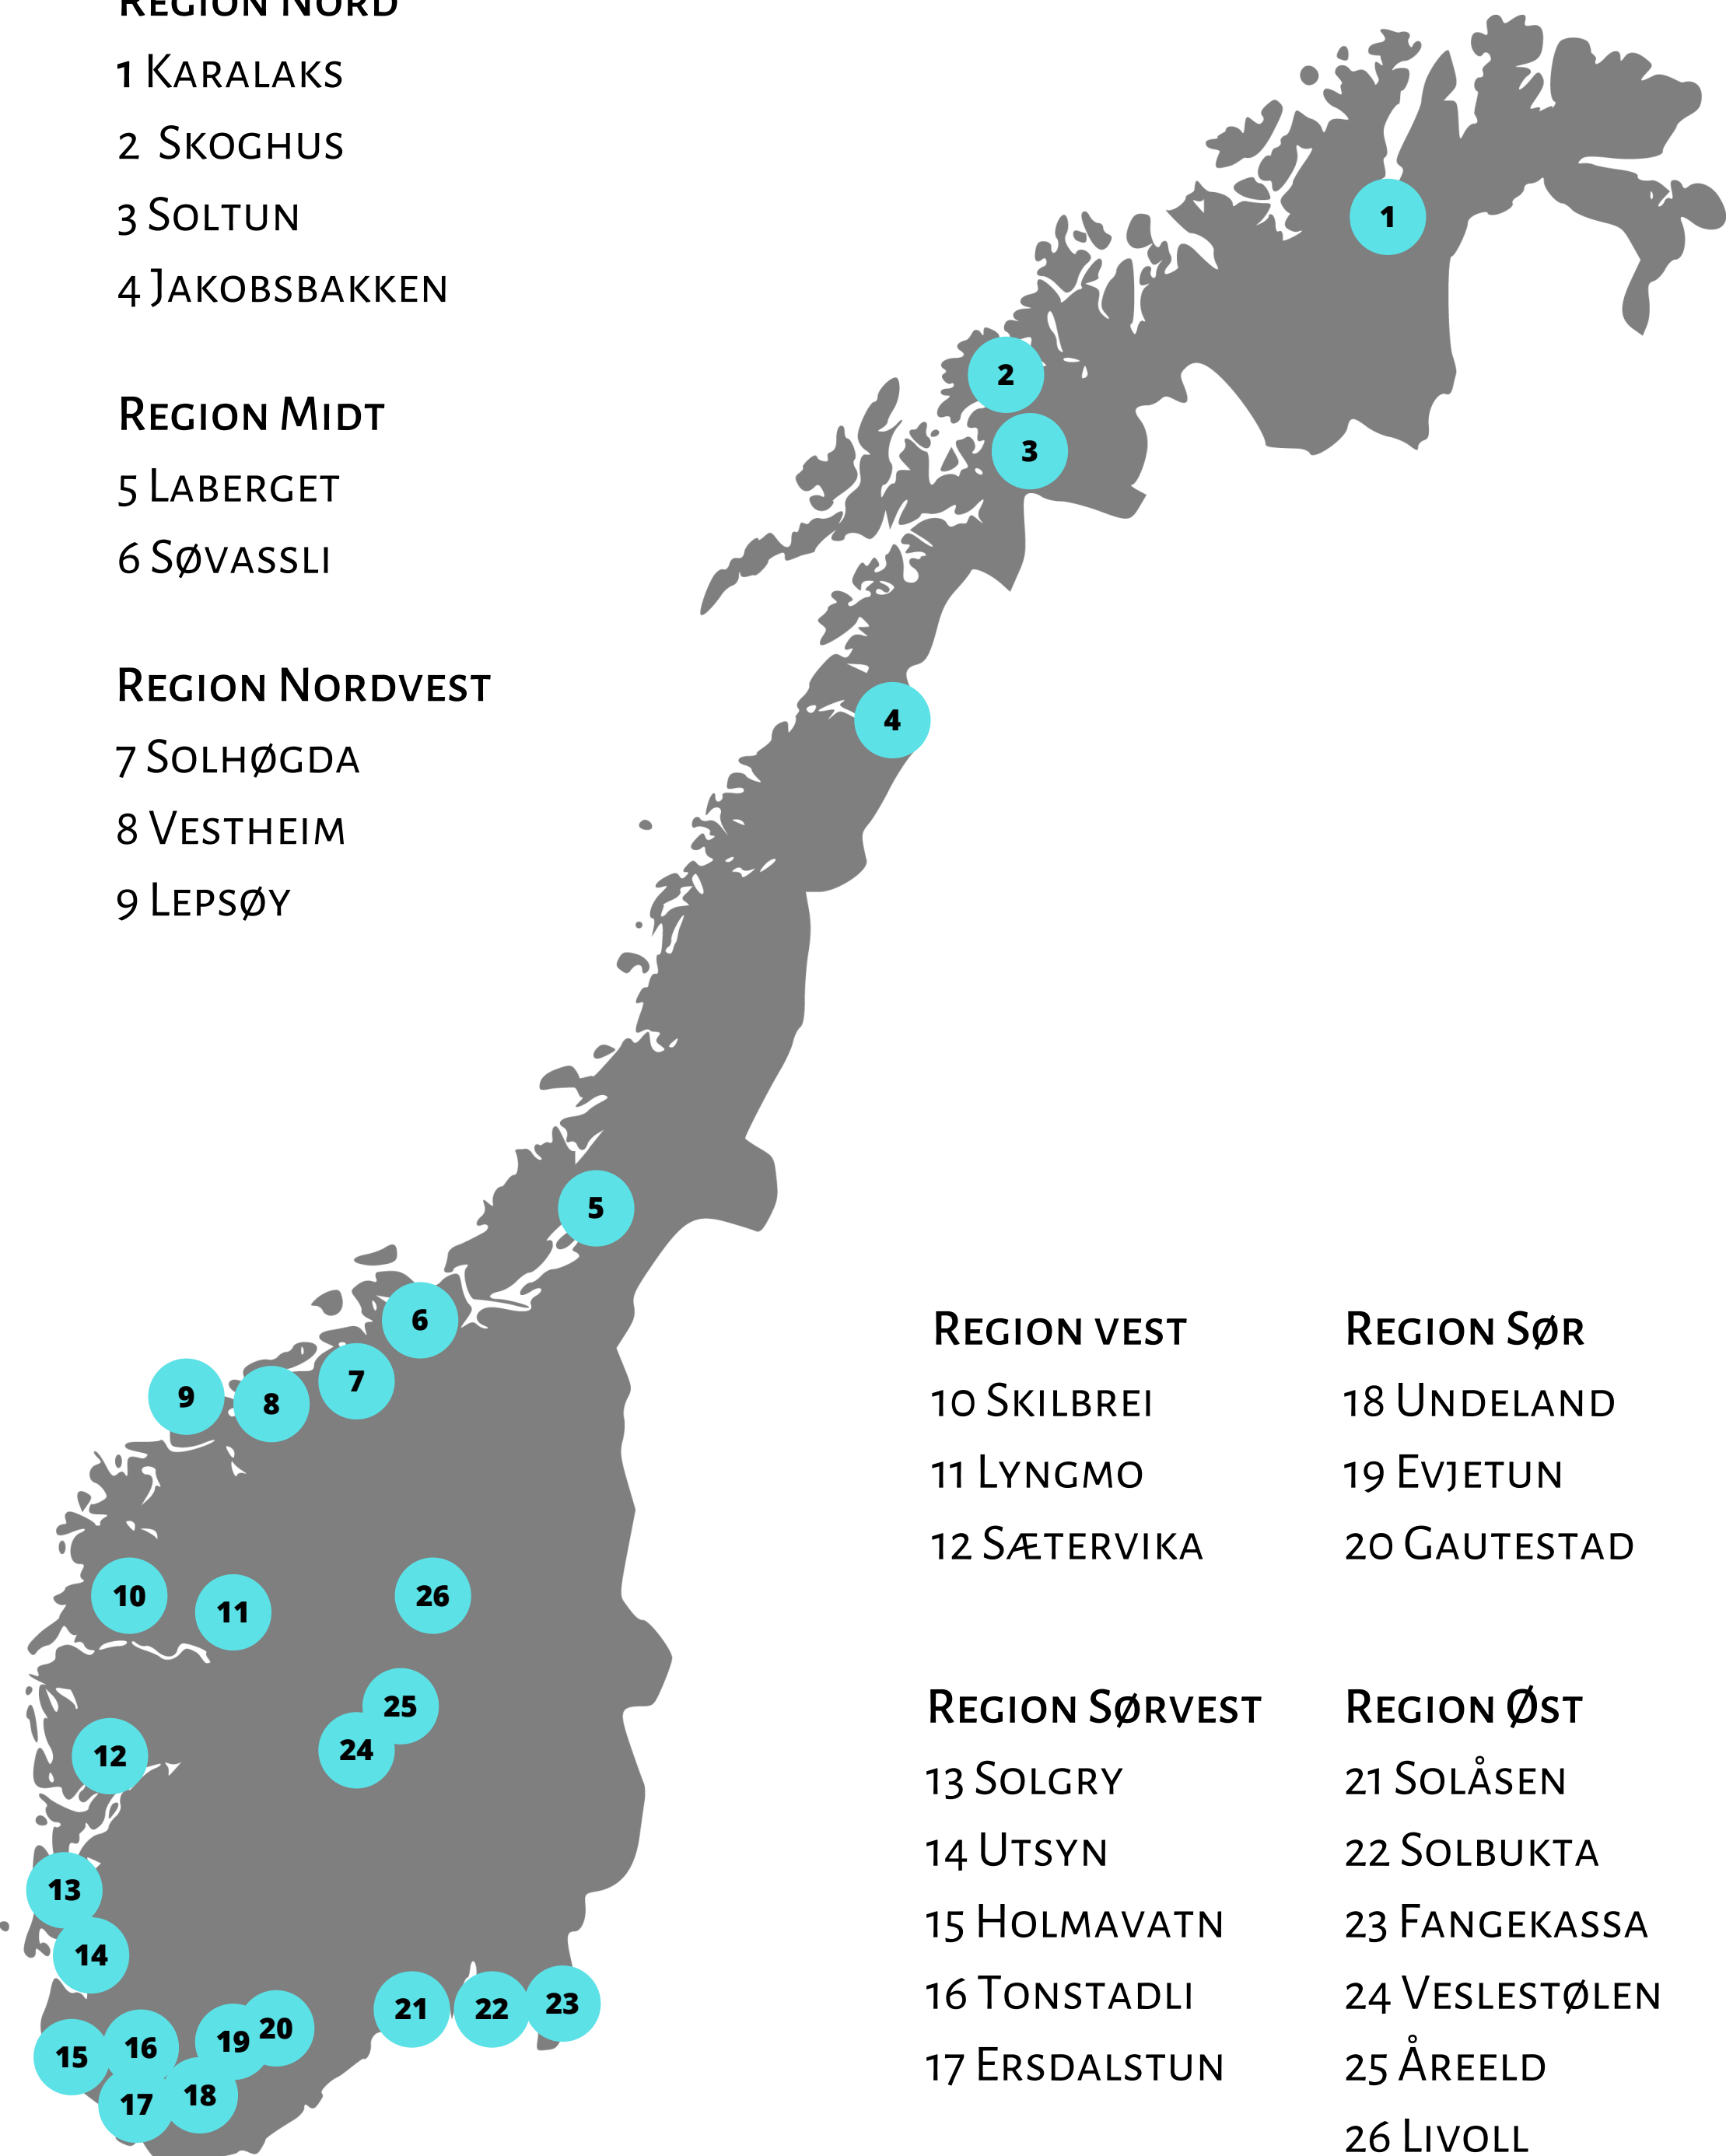 Region Nord
1 Karalaks
2 Skoghus
3 Soltun
4 Jakobsbakken
Region Midt
5 Laberget
6 Søvassli
Region Nordvest
7 Solhøgda
8 Vestheim
9 Lepsøy
1
2
3
4
5
6
7
8
9
10
11
26
25
24
12
13
14
15
16
17
18
19
20
21
22
23
Region vest
10 Skilbrei
11 Lyngmo
12 Sætervika
Region Sør
18 Undeland
19 Evjetun
20 Gautestad
Region Sørvest
13 Solgry
14 Utsyn
15 Holmavatn
16 Tonstadli
17 Ersdalstun
Region Øst
21 Solåsen
22 Solbukta
23 Fangekassa
24 Veslestølen
25 Åreeld
26 Livoll